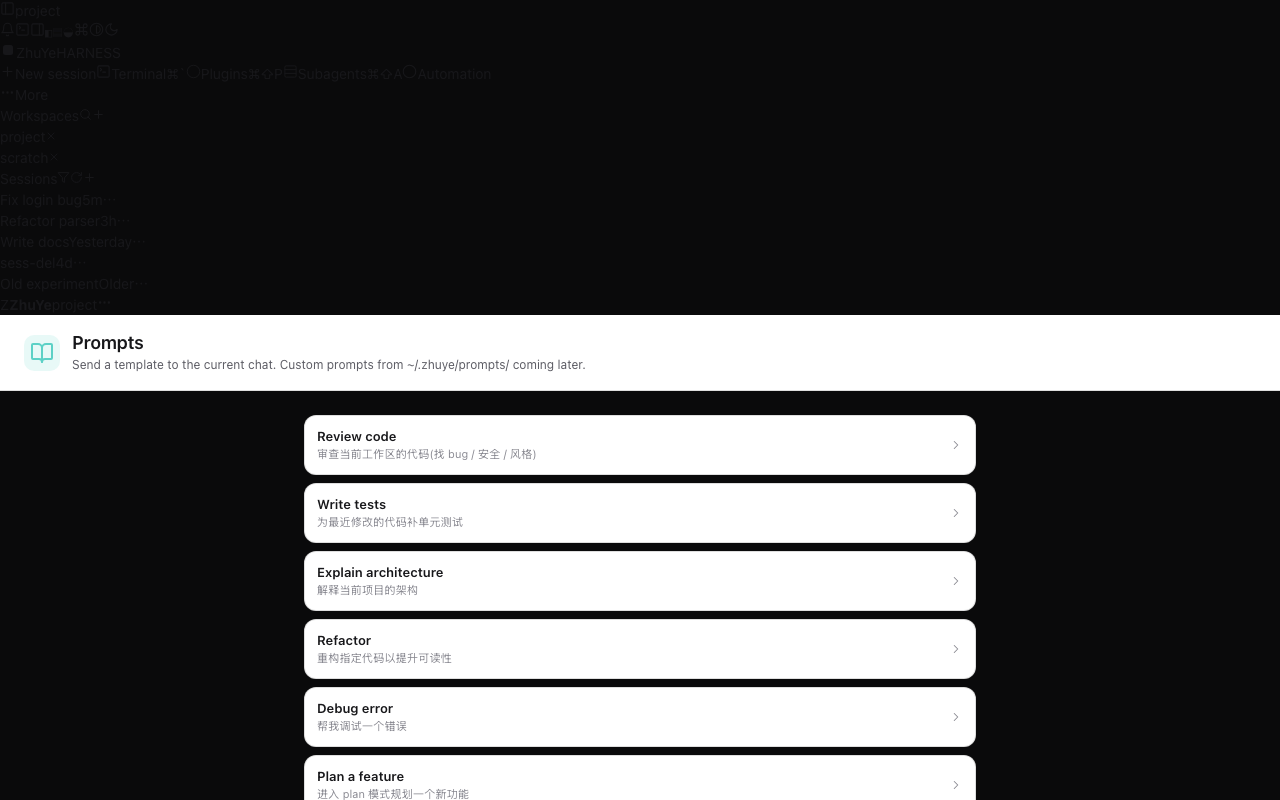 project
ZhuYeHARNESS
New session Terminal⌘` Plugins⌘⇧P Subagents⌘⇧A Automation
More
Workspaces
project×
scratch×
Sessions
Fix login bug5m
Refactor parser3h
Write docsYesterday
sess-del4d
Old experimentOlder
ZZhuYeproject
Prompts
Send a template to the current chat. Custom prompts from ~/.zhuye/prompts/ coming later.
Review code
审查当前工作区的代码(找 bug / 安全 / 风格)
Write tests
为最近修改的代码补单元测试
Explain architecture
解释当前项目的架构
Refactor
重构指定代码以提升可读性
Debug error
帮我调试一个错误
Plan a feature
进入 plan 模式规划一个新功能